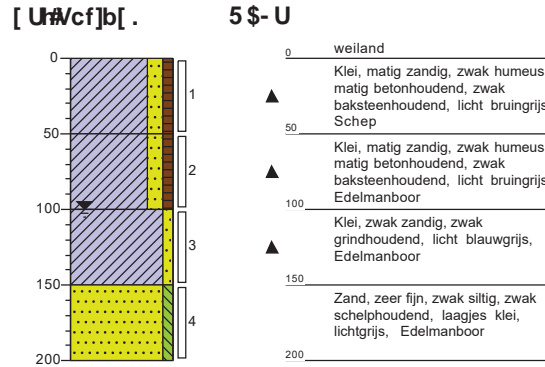 [ Uh#Vcf]b[ . 5 $- U
0
50
100
150
200
1
2
3
4
0 weiland
Klei, matig zandig, zwak humeus,
matig betonhoudend, zwak
baksteenhoudend, licht bruingrijs,
Schep
50
Klei, matig zandig, zwak humeus,
matig betonhoudend, zwak
baksteenhoudend, licht bruingrijs,
Edelmanboor
100
Klei, zwak zandig, zwak
grindhoudend, licht blauwgrijs,
Edelmanboor
150
Zand, zeer fijn, zwak siltig, zwak
schelphoudend, laagjes klei,
lichtgrijs, Edelmanboor
200